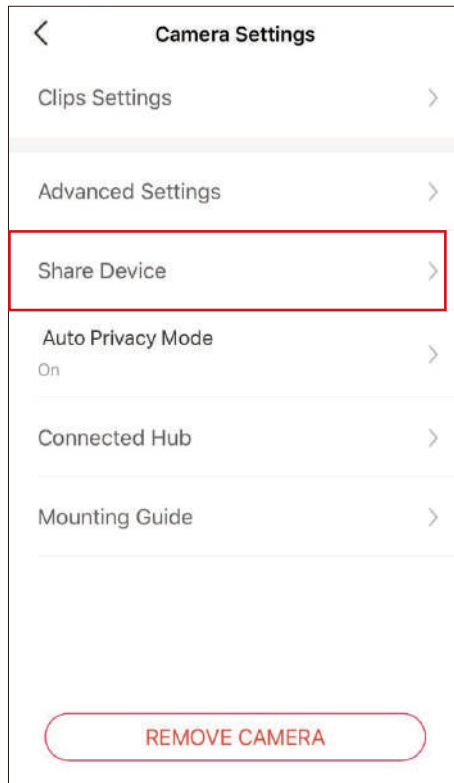 Camera Settings
Clips Settings
Advanced Settings
Share Device
Auto Privacy Mode
On
Connected Hub
Mounting Guide
REMOVE CAMERA